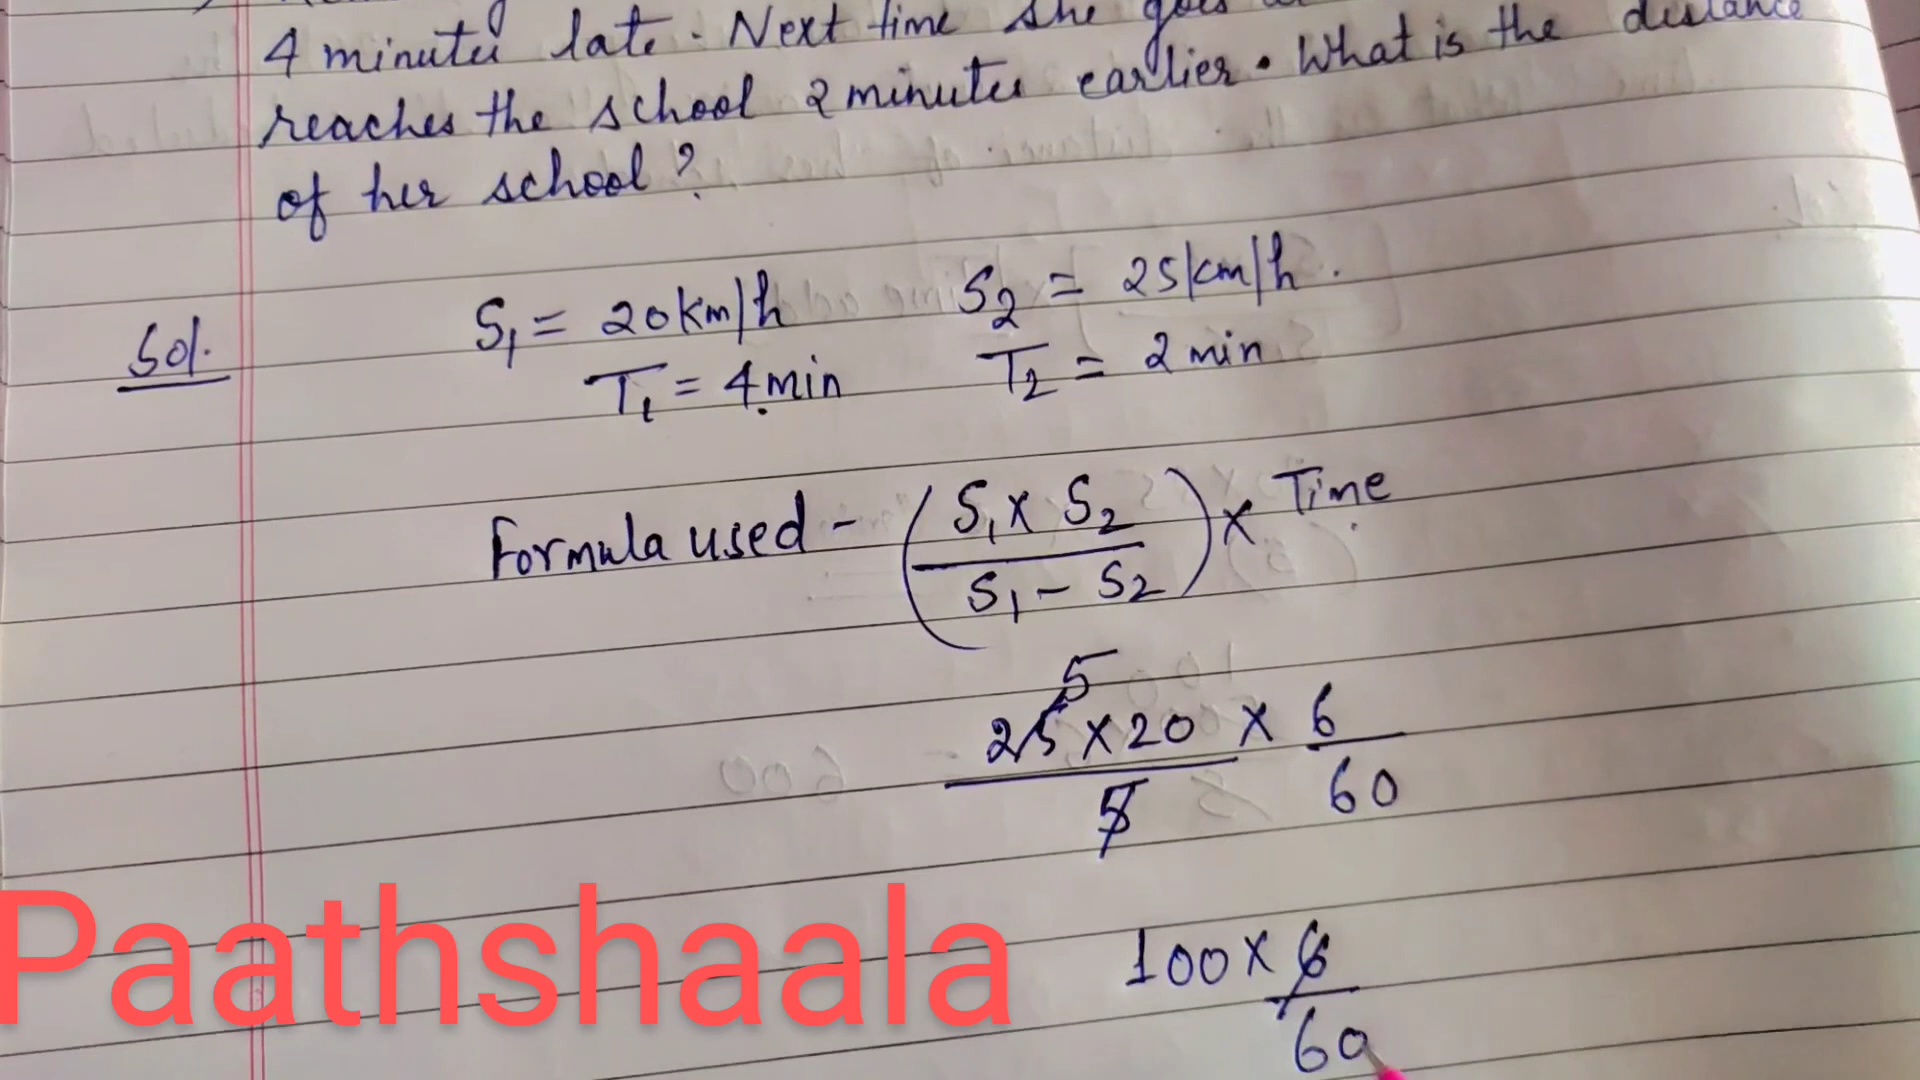 4 minutes late. Next time she goes
reaches the school 2 minutes earlier. What is the distance
of her school?
Sol.
S₁ = 20km/h S₂ = 25km/h.
T₁ = 4min T₂ = 2 min
Formula used - (S₁ x S₂ / S₁ - S₂) x Time
5
25 x 20 x 6
5 60
100 x 6
60
Paathshaala